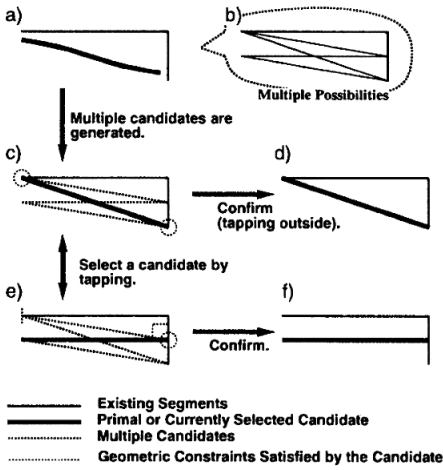 a)
b)
Multiple Possibilities
Multiple candidates are
generated.
c)
d)
Confirm
(tapping outside).
Select a candidate by
tapping.
e)
f)
Confirm.
Existing Segments
Primal or Currently Selected Candidate
Multiple Candidates
Geometric Constraints Satisfied by the Candidate